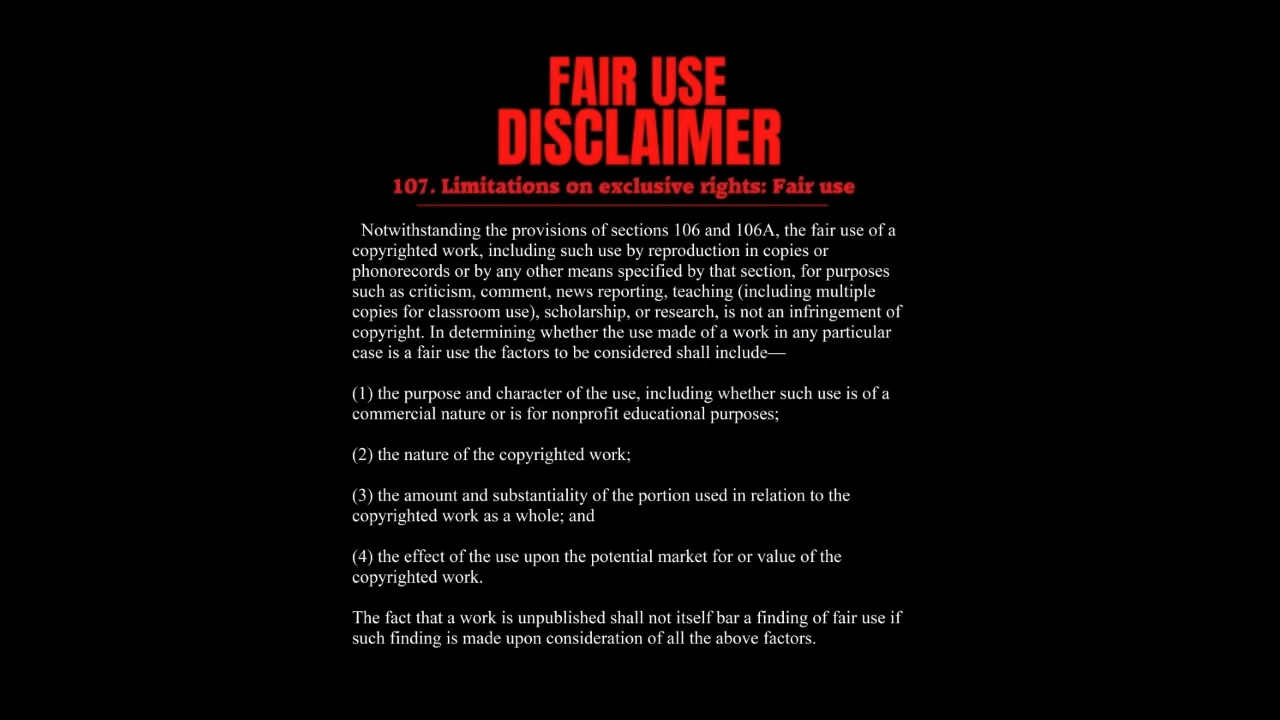 FAIR USE
DISCLAIMER
107. Limitations on exclusive rights: Fair use
Notwithstanding the provisions of sections 106 and 106A, the fair use of a
copyrighted work, including such use by reproduction in copies or
phonorecords or by any other means specified by that section, for purposes
such as criticism, comment, news reporting, teaching (including multiple
copies for classroom use), scholarship, or research, is not an infringement of
copyright. In determining whether the use made of a work in any particular
case is a fair use the factors to be considered shall include—
(1) the purpose and character of the use, including whether such use is of a
commercial nature or is for nonprofit educational purposes;
(2) the nature of the copyrighted work;
(3) the amount and substantiality of the portion used in relation to the
copyrighted work as a whole; and
(4) the effect of the use upon the potential market for or value of the
copyrighted work.
The fact that a work is unpublished shall not itself bar a finding of fair use if
such finding is made upon consideration of all the above factors.